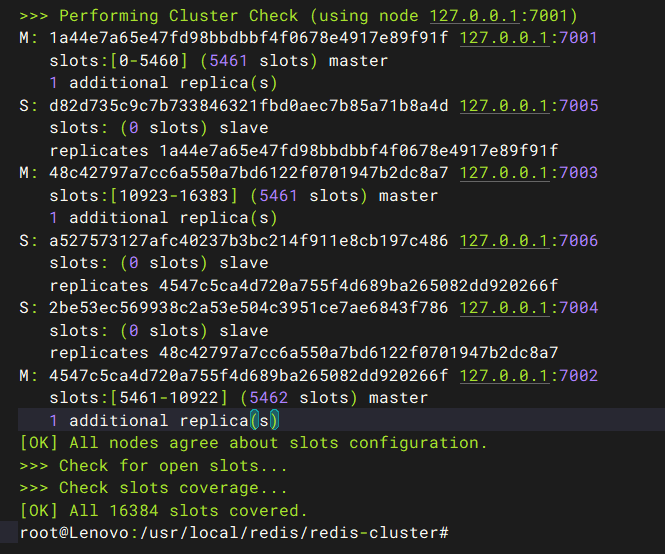 >>> Performing Cluster Check (using node 127.0.0.1:7001)
M: 1a44e7a65e47fd98bbdbbf4f0678e4917e89f91f 127.0.0.1:7001
slots:[0-5460] (5461 slots) master
1 additional replica(s)
S: d82d735c9c7b733846321fbd0aec7b85a71b8a4d 127.0.0.1:7005
slots: (0 slots) slave
replicates 1a44e7a65e47fd98bbdbbf4f0678e4917e89f91f
M: 48c42797a7cc6a550a7bd6122f0701947b2dc8a7 127.0.0.1:7003
slots:[10923-16383] (5461 slots) master
1 additional replica(s)
S: a527573127afc40237b3bc214f911e8cb197c486 127.0.0.1:7006
slots: (0 slots) slave
replicates 4547c5ca4d720a755f4d689ba265082dd920266f
S: 2be53ec569938c2a53e504c3951ce7ae6843f786 127.0.0.1:7004
slots: (0 slots) slave
replicates 48c42797a7cc6a550a7bd6122f0701947b2dc8a7
M: 4547c5ca4d720a755f4d689ba265082dd920266f 127.0.0.1:7002
slots:[5461-10922] (5462 slots) master
1 additional replica(s)
[OK] All nodes agree about slots configuration.
>>> Check for open slots...
>>> Check slots coverage...
[OK] All 16384 slots covered.
root@Lenovo:/usr/local/redis/redis-cluster#